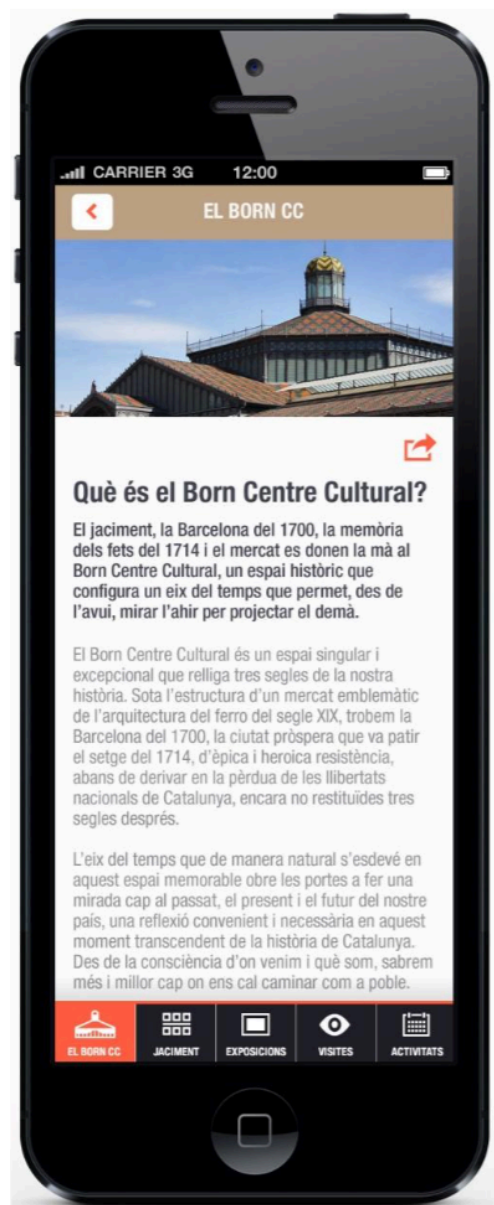 CARRIER 3G 12:00
EL BORN CC
Què és el Born Centre Cultural?
El jaciment, la Barcelona del 1700, la memòria
dels fets del 1714 i el mercat es donen la mà al
Born Centre Cultural, un espai històric que
configura un eix del temps que permet, des de
l'avui, mirar l'ahir per projectar el demà.
El Born Centre Cultural és un espai singular i
excepcional que relliga tres segles de la nostra
història. Sota l'estructura d'un mercat emblemàtic
de l'arquitectura del ferro del segle XIX, trobem la
Barcelona del 1700, la ciutat pròspera que va patir
el setge del 1714, d'èpica i heroica resistència,
abans de derivar en la pèrdua de les llibertats
nacionals de Catalunya, encara no restituïdes tres
segles després.
L'eix del temps que de manera natural s'esdevé en
aquest espai memorable obre les portes a fer una
mirada cap al passat, el present i el futur del nostre
país, una reflexió convenient i necessària en aquest
moment transcendent de la història de Catalunya.
Des de la consciència d'on venim i què som, sabrem
més i millor cap on ens cal caminar com a poble.
EL BORN CC JACIMENT EXPOSICIONS VISITES ACTIVITATS